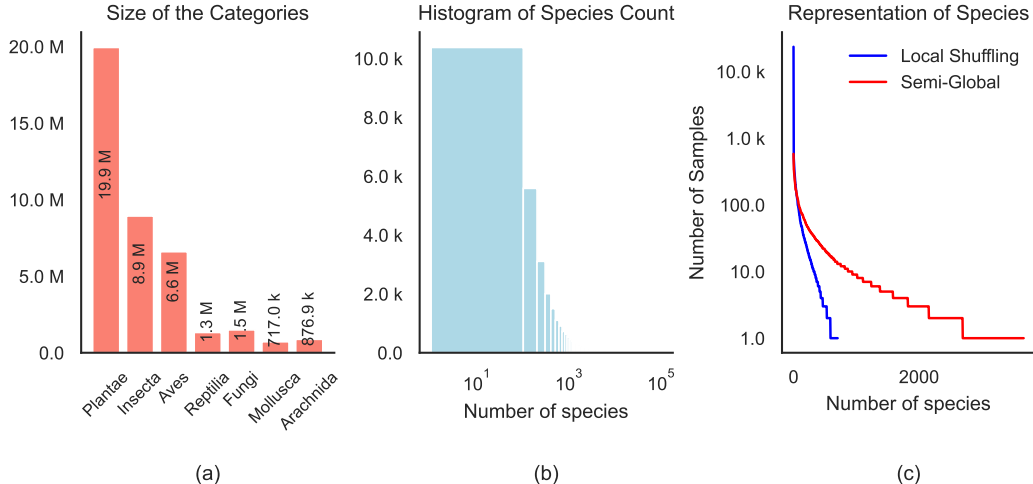 Size of the Categories
20.0 M
15.0 M
10.0 M
5.0 M
0.0
19.9 M
8.9 M
6.6 M
1.3 M
1.5 M
717.0 k
876.9 k
Plantae
Insecta
Aves
Reptilia
Fungi
Mollusca
Arachnida
(a)
Histogram of Species Count
10.0 k
8.0 k
6.0 k
4.0 k
2.0 k
0.0
10^1
10^3
10^5
Number of species
(b)
Representation of Species
Number of Samples
10.0 k
1.0 k
100.0
10.0
1.0
Local Shuffling
Semi-Global
0
2000
Number of species
(c)